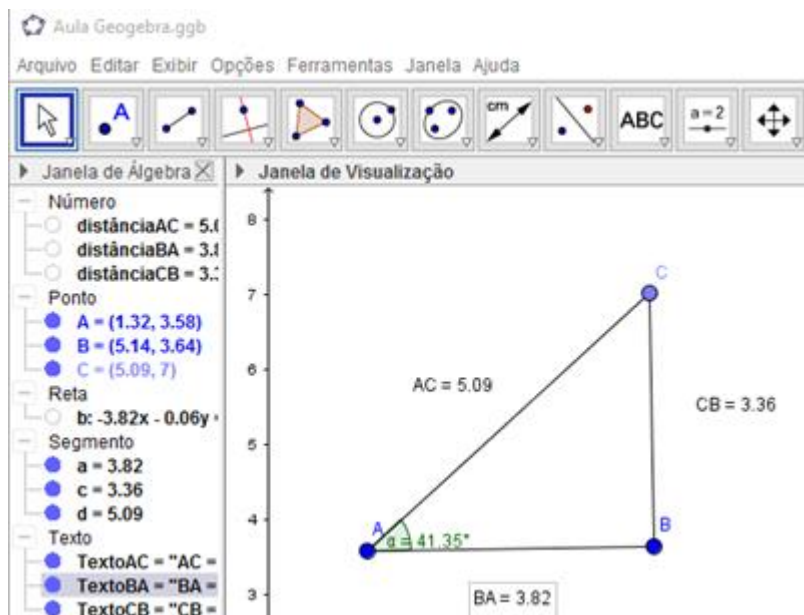 Aula Geogebra.ggb
Arquivo Editar Exibir Opções Ferramentas Janela Ajuda
A cm ABC a=2
Janela de Álgebra
Número
distânciaAC = 5.0
distânciaBA = 3.8
distânciaCB = 3.3
Ponto
A = (1.32, 3.58)
B = (5.14, 3.64)
C = (5.09, 7)
Reta
b: -3.82x - 0.06y
Segmento
a = 3.82
c = 3.36
d = 5.09
Texto
TextoAC = "AC =
TextoBA = "BA =
TextoCB = "CB =
Janela de Visualização
8
7
6
5
4
3
C
AC = 5.09
CB = 3.36
A
B
α = 41.35°
BA = 3.82